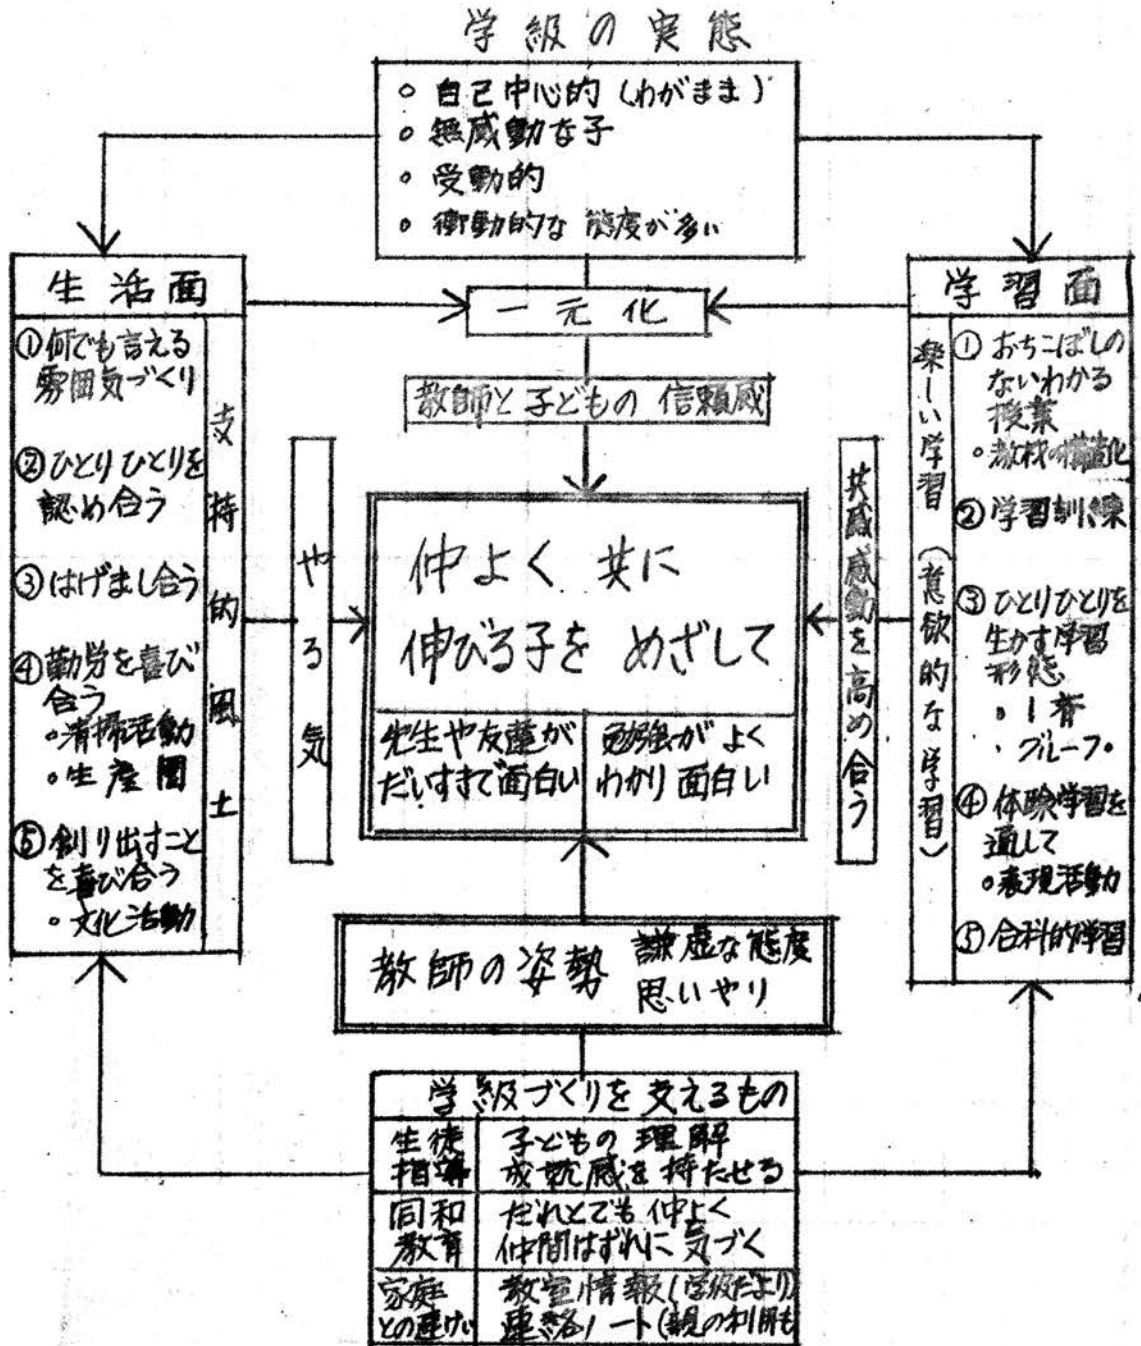 学級の実態
○ 自己中心的（わがまま）
○ 無感動な子
○ 受動的
○ 衝動的な態度が多い
生活面
①何でも言える
雰囲気づくり
②ひとりひとりを
認め合う
③はげまし合う
④勤労を喜び
合う
○清掃活動
○生産園
⑤創り出すこと
を喜び合う
・文化活動
支持的風土
一元化
教師と子どもの信頼感
やる気
仲よく 共に
伸びる子を めざして
先生や友達が
だいすきで面白い
勉強がよく
わかり面白い
共感感動を高め合う
学習面
楽しい学習（意欲的な学習）
① おちこぼしの
ないわかる
授業
○教材の構造化
② 学習訓練
③ ひとりひとりを
生かす学習
形態
・1斉
・グループ
④ 体験学習を
通して
○表現活動
⑤ 合科的学習
教師の姿勢
謙虚な態度
思いやり
学級づくりを支えるもの
生徒
指導
子どもの理解
成就感を持たせる
同和
教育
だれとでも仲よく
仲間はずれに気づく
家庭
との連けい
教室情報（学級だより）
連絡ノート（親の利用も